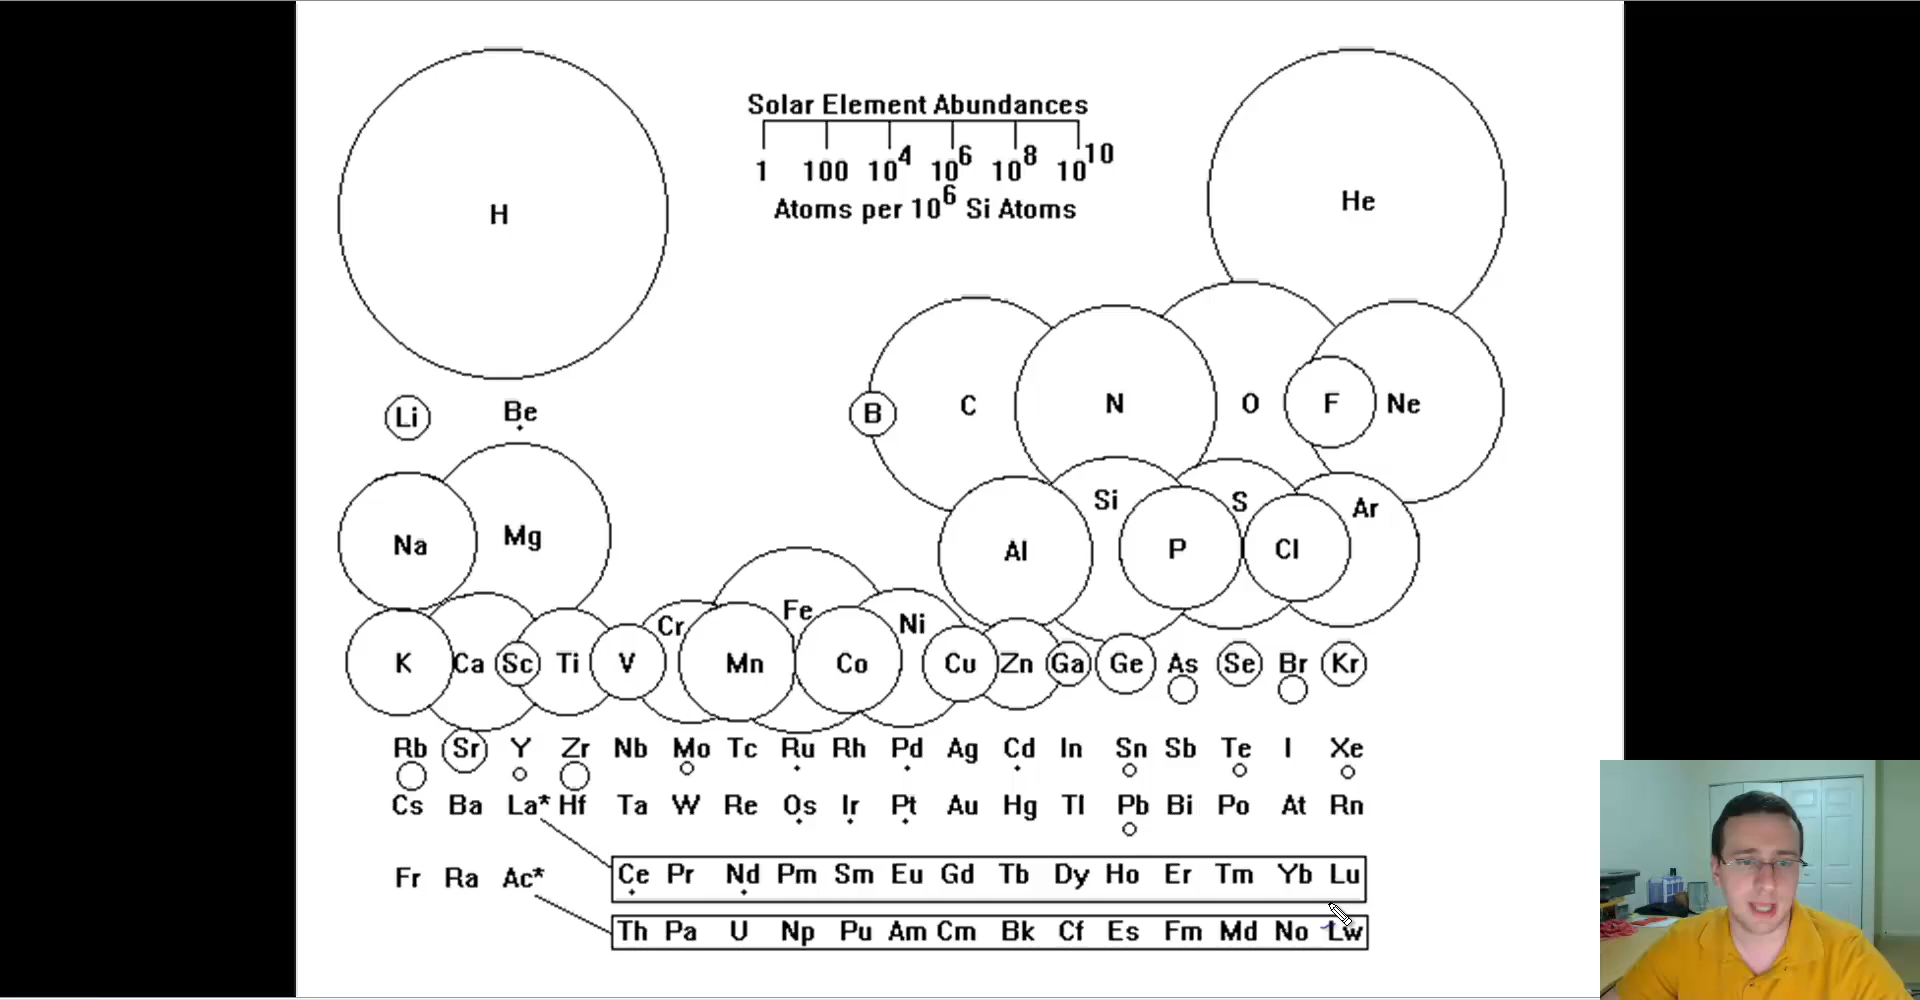 Solar Element Abundances
1 100 10^4 10^6 10^8 10^10
Atoms per 10^6 Si Atoms
H He
Li Be B C N O F Ne
Na Mg Al Si P S Cl Ar
K Ca Sc Ti V Cr Mn Fe Co Ni Cu Zn Ga Ge As Se Br Kr
Rb Sr Y Zr Nb Mo Tc Ru Rh Pd Ag Cd In Sn Sb Te I Xe
Cs Ba La* Hf Ta W Re Os Ir Pt Au Hg Tl Pb Bi Po At Rn
Fr Ra Ac*
Ce Pr Nd Pm Sm Eu Gd Tb Dy Ho Er Tm Yb Lu
Th Pa U Np Pu Am Cm Bk Cf Es Fm Md No Lw